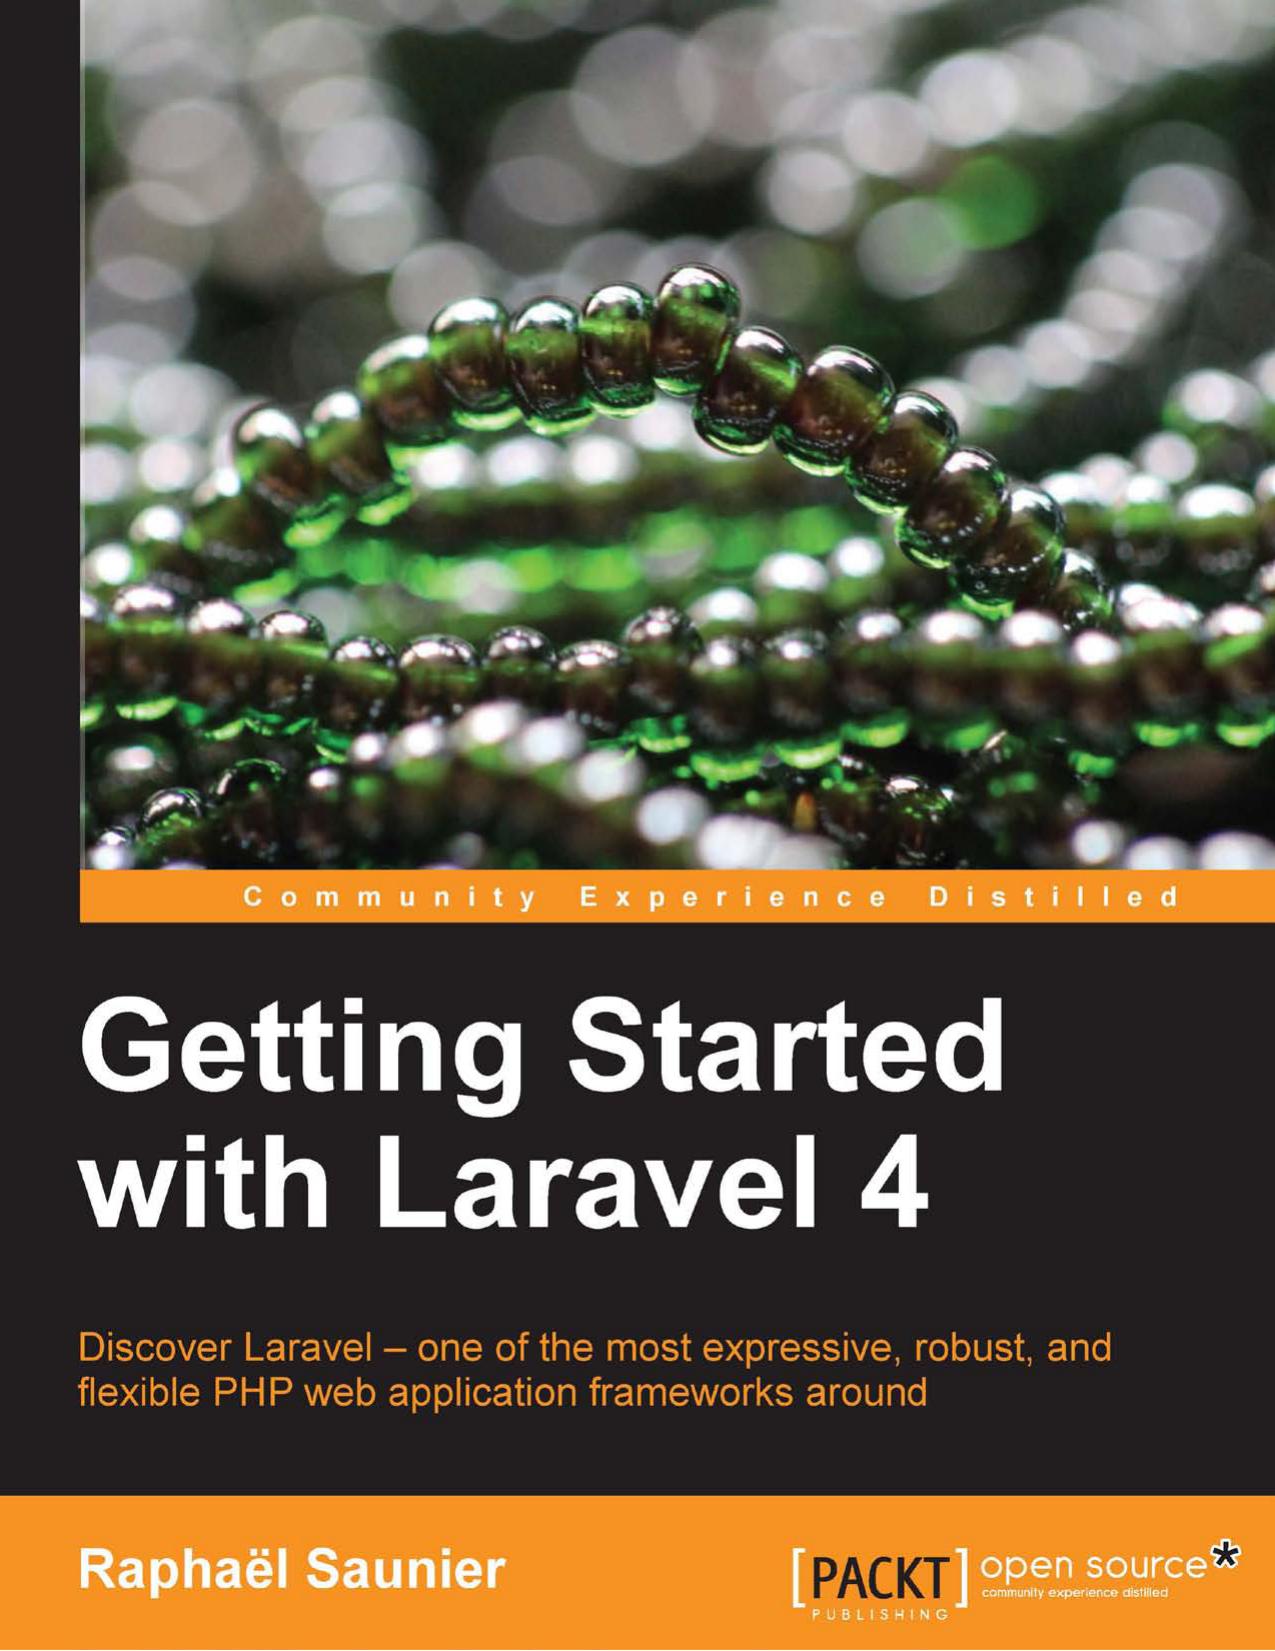 Community Experience Distilled
Getting Started
with Laravel 4
Discover Laravel – one of the most expressive, robust, and
flexible PHP web application frameworks around
Raphaël Saunier
[PACKT] open source*
community experience distilled
PUBLISHING